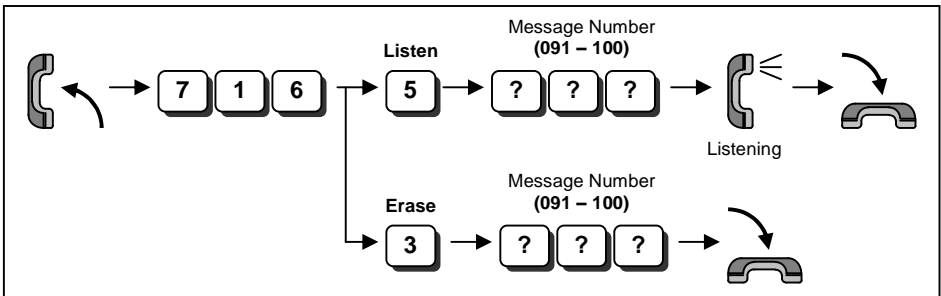 Message Number
(091 – 100)
Listen
7 1 6 5 ? ? ?
Listening
Message Number
(091 – 100)
Erase
3 ? ? ?